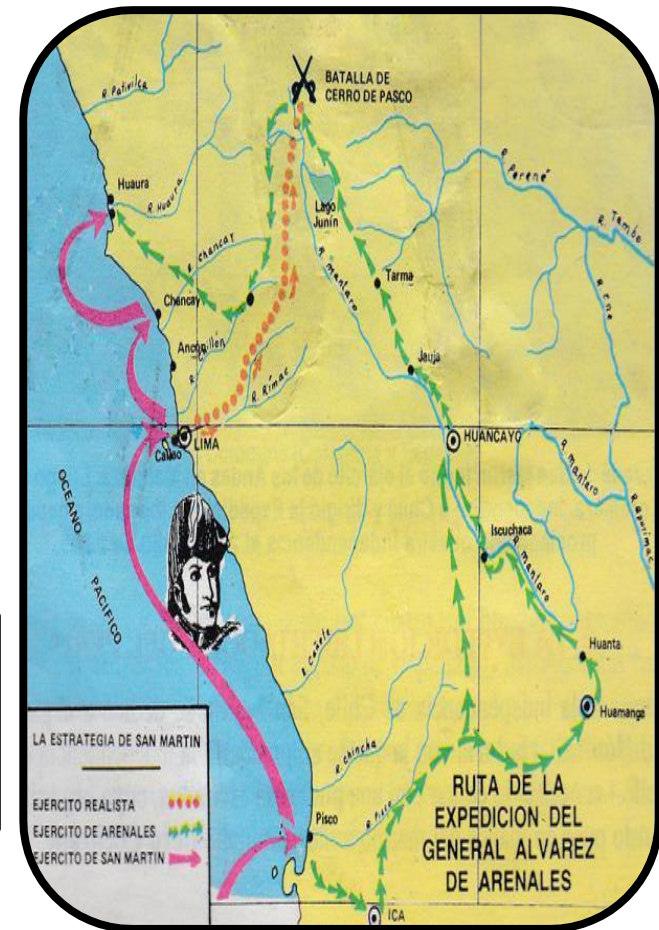 BATALLA DE
CERRO DE PASCO
R. Pativilca
Huaura
R. Huaura
Lago
Junín
R. Perené
R. Tambo
R. Ene
R. Chancay
Chancay
R. mantaro
Tarma
Ancón
R. Chillón
Jauja
R. Rímac
LIMA
Callao
HUANCAYO
R. mantaro
R. Apurímac
OCEANO
PACIFICO
Iscuchaca
R. mantaro
R. Cañete
Huanta
Huamanga
R. Chincha
LA ESTRATEGIA DE SAN MARTIN
EJERCITO REALISTA
EJERCITO DE ARENALES
EJERCITO DE SAN MARTIN
Pisco
R. Pisco
RUTA DE LA
EXPEDICION DEL
GENERAL ALVAREZ
DE ARENALES
ICA